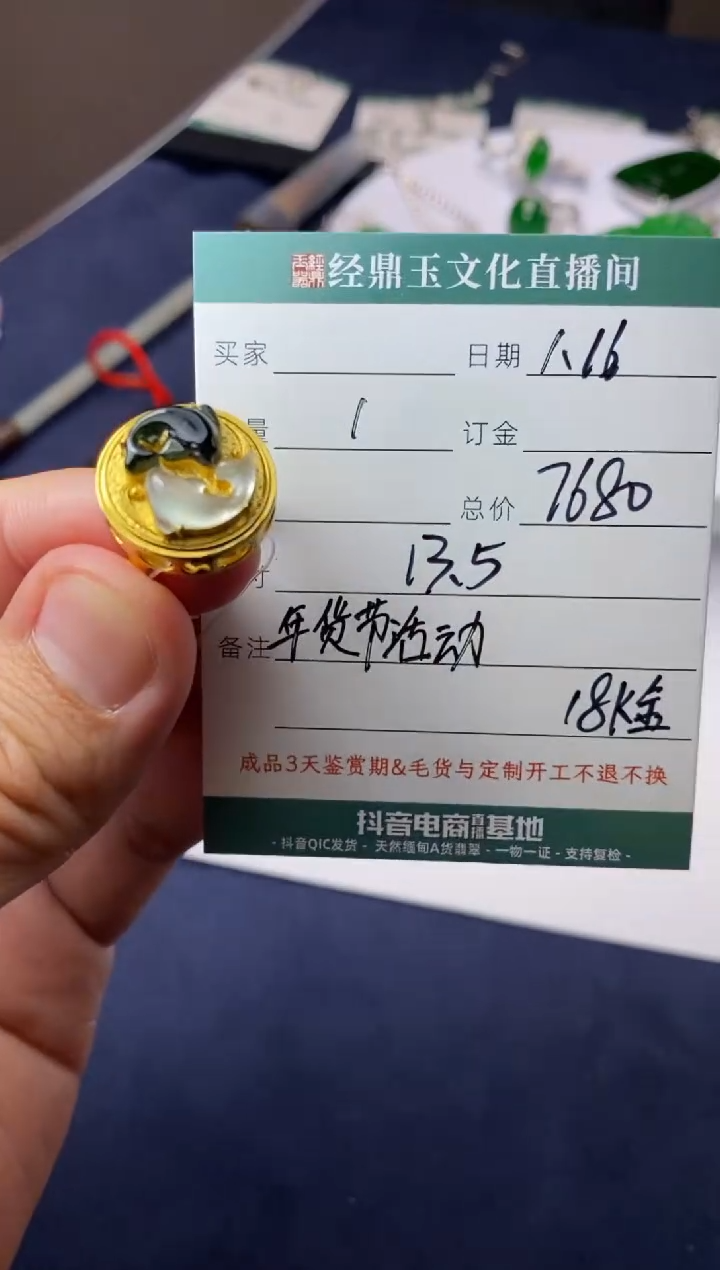 经鼎玉文化直播间
买家 日期 1、16
量 1 订金
总价 7680
寸 13.5
备注 年货节活动
18K金
成品3天鉴赏期&毛货与定制开工不退不换
抖音电商直播基地
- 抖音QIC发货 - 天然缅甸A货翡翠 - 一物一证 - 支持复检 -